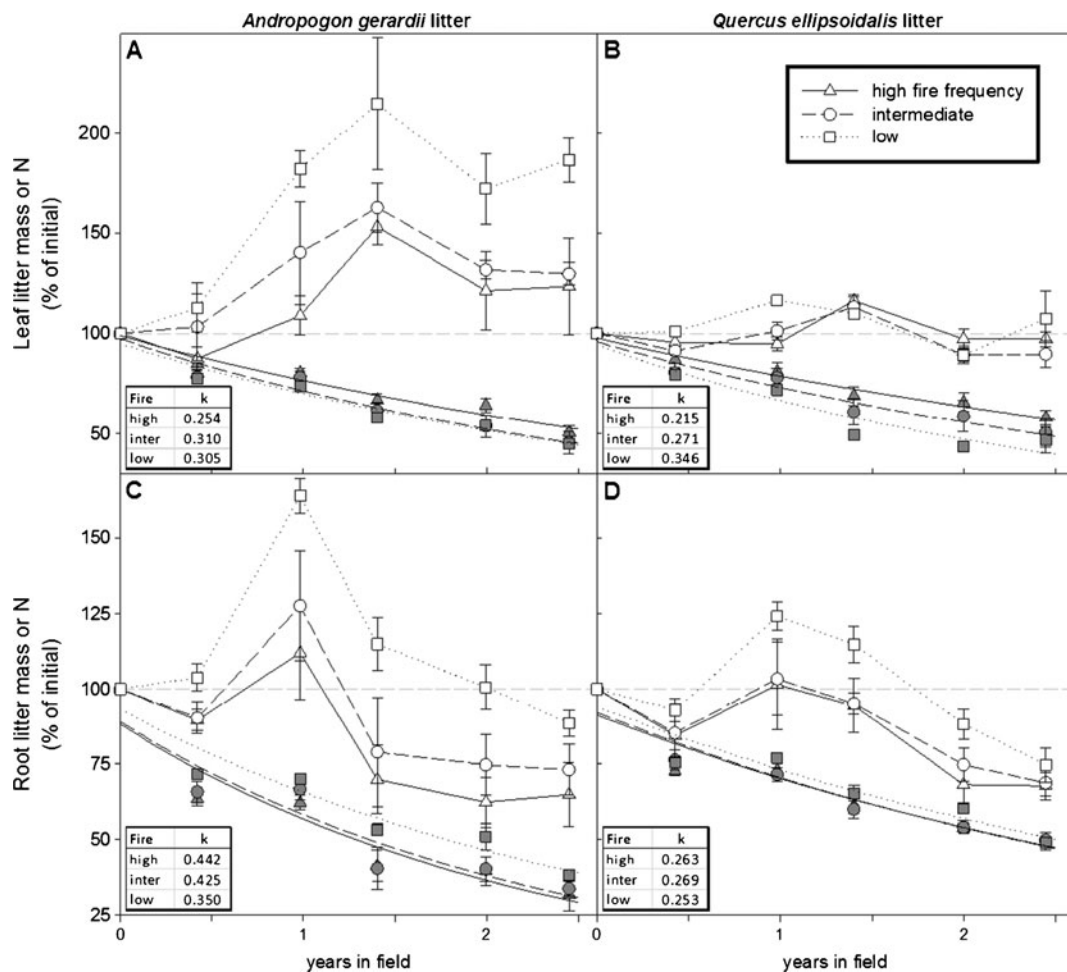 Andropogon gerardii litter
Quercus ellipsoidalis litter
A
B
high fire frequency
intermediate
low
Leaf litter mass or N
(% of initial)
200
150
100
50
Fire k
high 0.254
inter 0.310
low 0.305
Fire k
high 0.215
inter 0.271
low 0.346
C
D
Root litter mass or N
(% of initial)
150
125
100
75
50
25
Fire k
high 0.442
inter 0.425
low 0.350
Fire k
high 0.263
inter 0.269
low 0.253
0 1 2 0 1 2
years in field
years in field